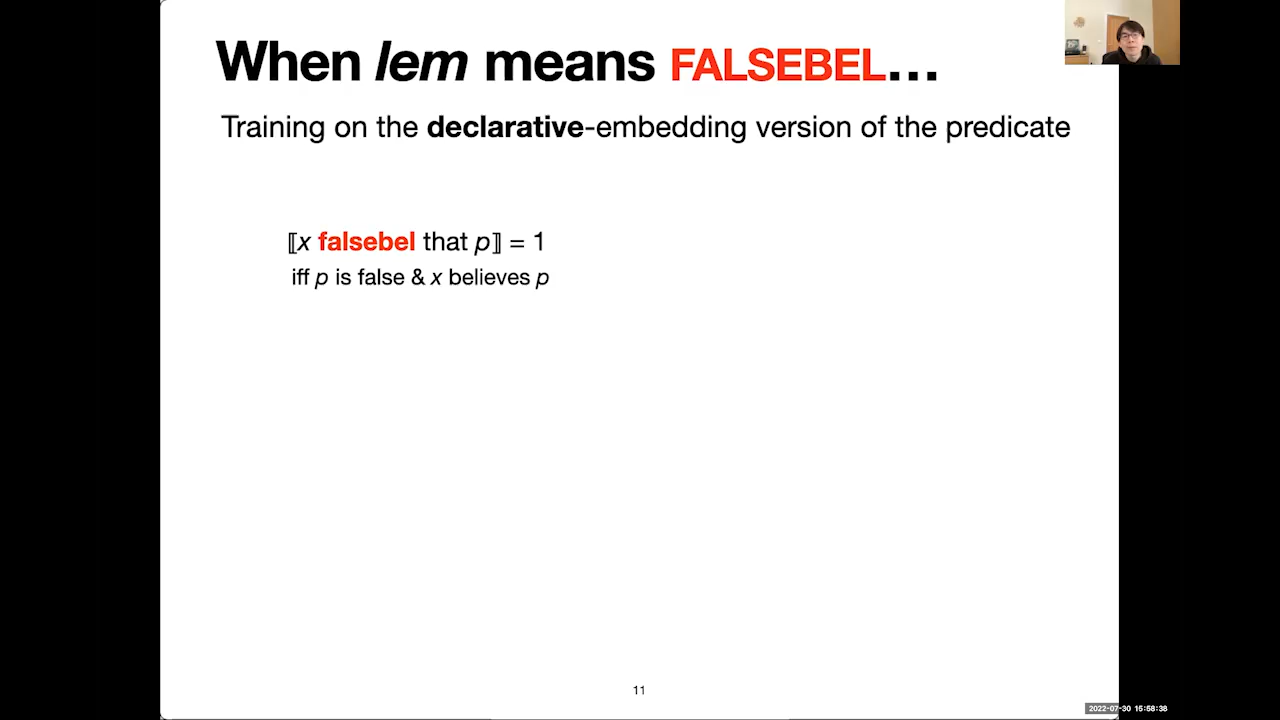 When lem means FALSEBEL…
Training on the declarative-embedding version of the predicate
⟦x falsebel that p⟧ = 1
iff p is false & x believes p
11
2022-07-30 15:58:38